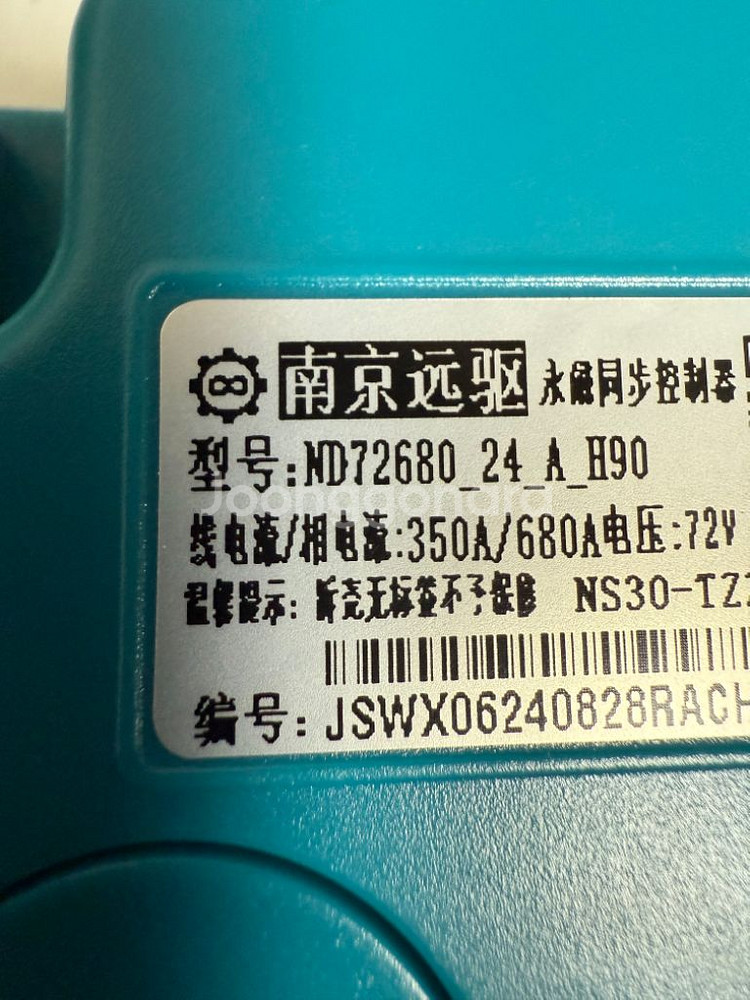 南京远驱 永磁同步控制器
型号:ND72680_24_A_H90
Joonggonara
线电流/相电流:350A/680A电压:72V
温馨提示: 拆壳无标签不予保修 NS30-TZ
编号: JSWX06240828RACH